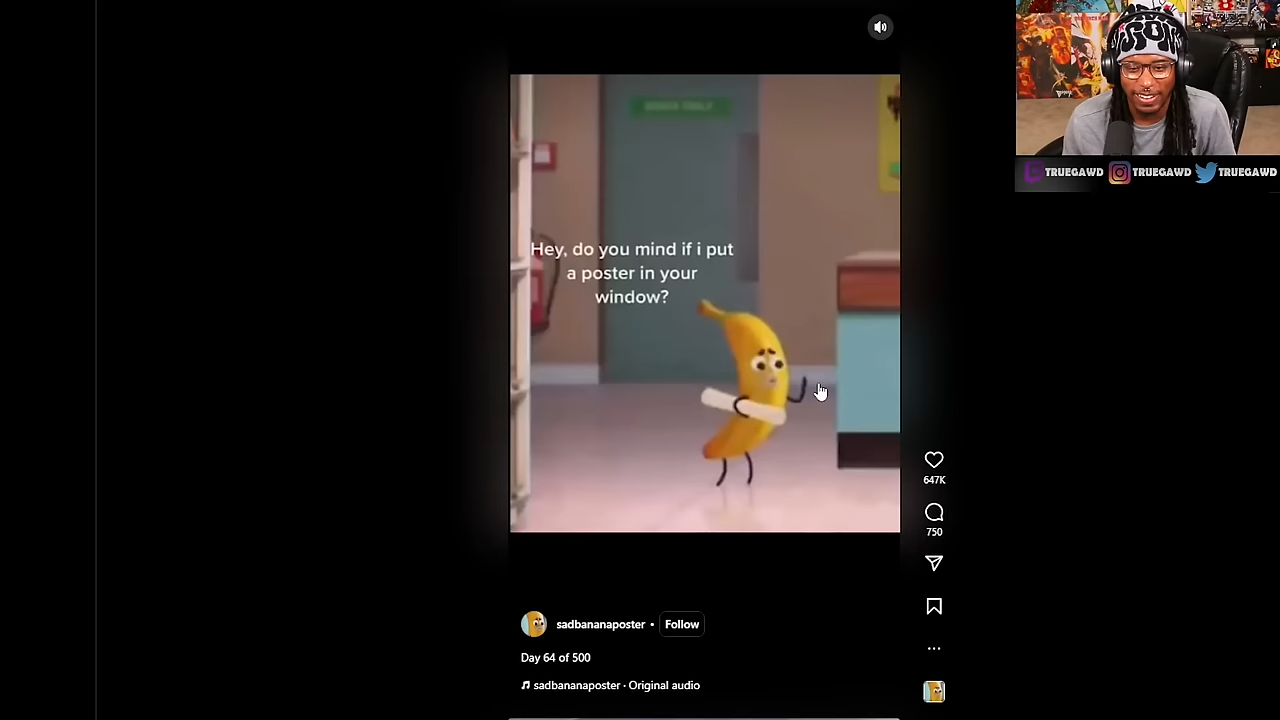 Hey, do you mind if i put
a poster in your
window?
TRUEGAWD
TRUEGAWD
TRUEGAWD
647K
750
sadbananaposter • Follow
Day 64 of 500
sadbananaposter · Original audio